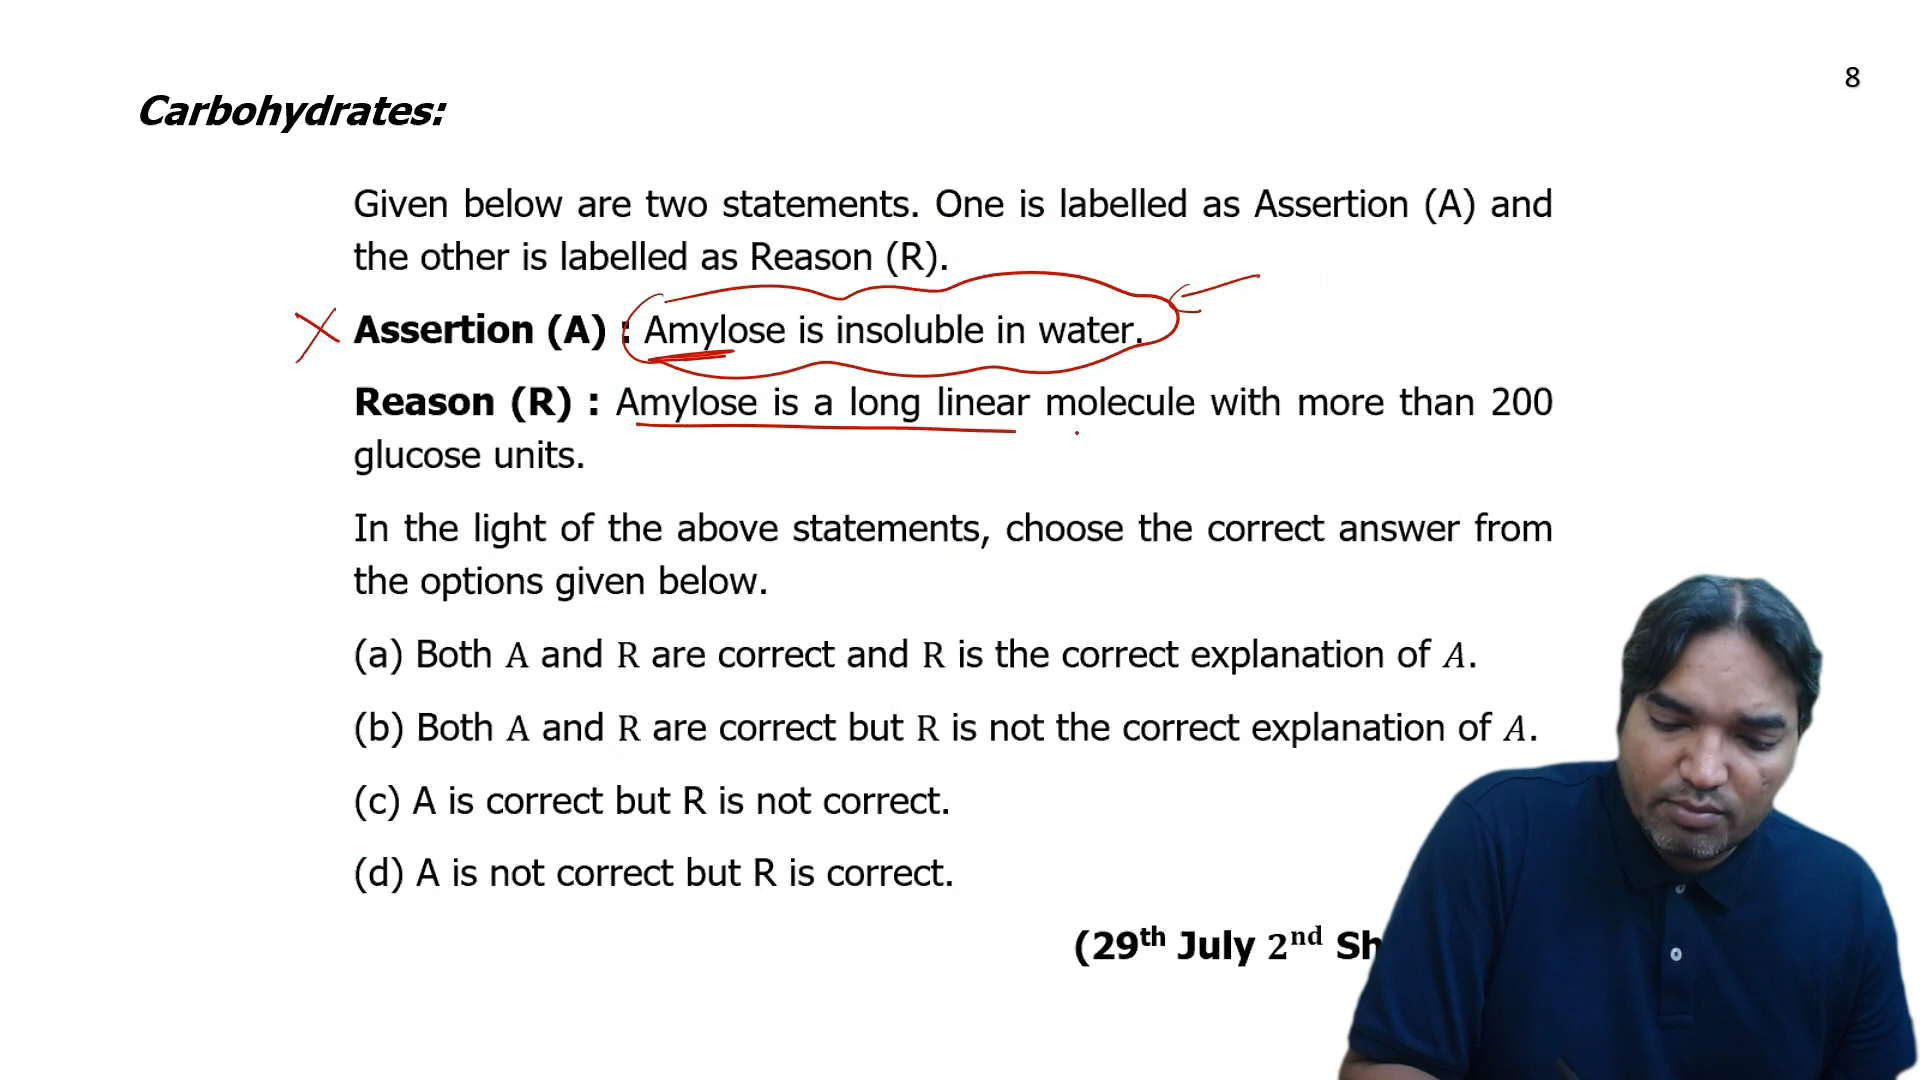 8
Carbohydrates:
Given below are two statements. One is labelled as Assertion (A) and
the other is labelled as Reason (R).
Assertion (A) : Amylose is insoluble in water.
Reason (R) : Amylose is a long linear molecule with more than 200
glucose units.
In the light of the above statements, choose the correct answer from
the options given below.
(a) Both A and R are correct and R is the correct explanation of A.
(b) Both A and R are correct but R is not the correct explanation of A.
(c) A is correct but R is not correct.
(d) A is not correct but R is correct.
(29th July 2nd